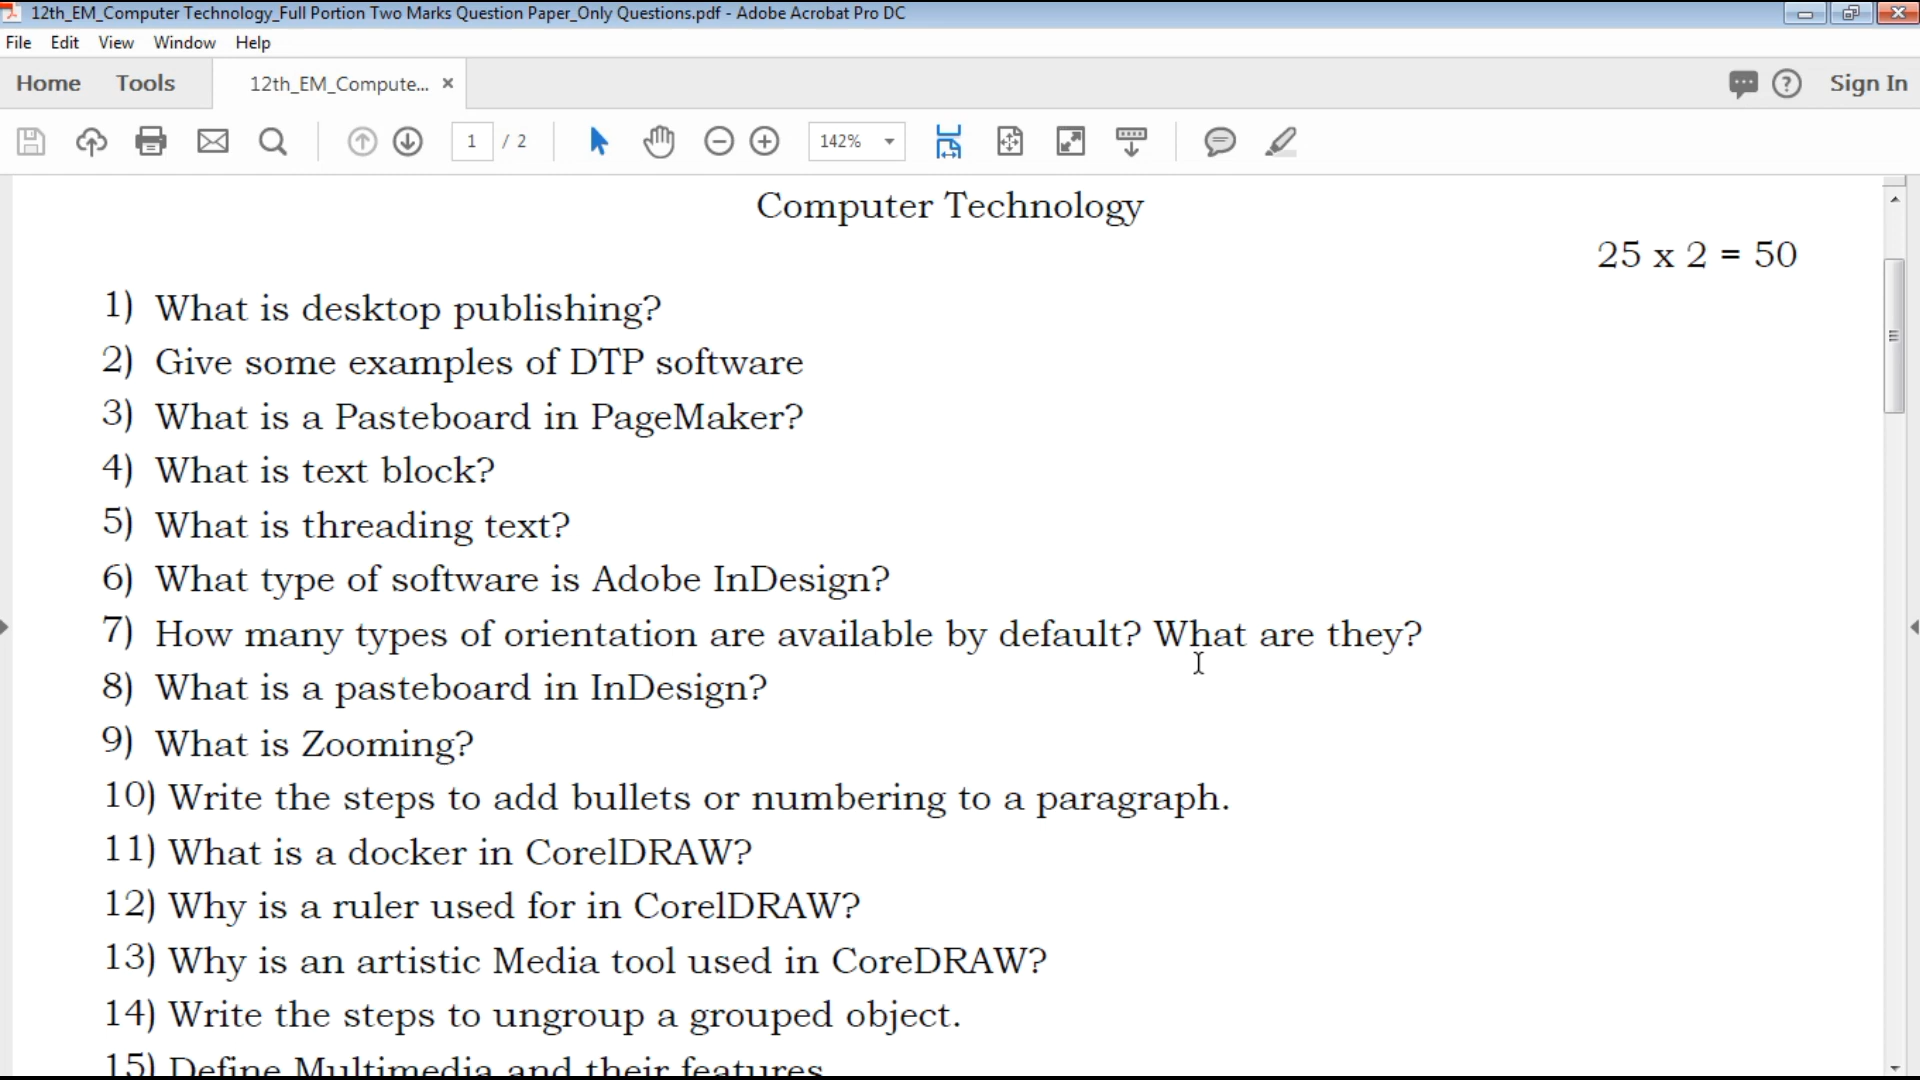 12th_EM_Computer Technology_Full Portion Two Marks Question Paper_Only Questions.pdf - Adobe Acrobat Pro DC
File Edit View Window Help
Home Tools 12th_EM_Compute... × Sign In
1 / 2 142%
Computer Technology
25 x 2 = 50
1) What is desktop publishing?
2) Give some examples of DTP software
3) What is a Pasteboard in PageMaker?
4) What is text block?
5) What is threading text?
6) What type of software is Adobe InDesign?
7) How many types of orientation are available by default? What are they?
8) What is a pasteboard in InDesign?
9) What is Zooming?
10) Write the steps to add bullets or numbering to a paragraph.
11) What is a docker in CorelDRAW?
12) Why is a ruler used for in CorelDRAW?
13) Why is an artistic Media tool used in CoreDRAW?
14) Write the steps to ungroup a grouped object.
15) Define Multimedia and their features